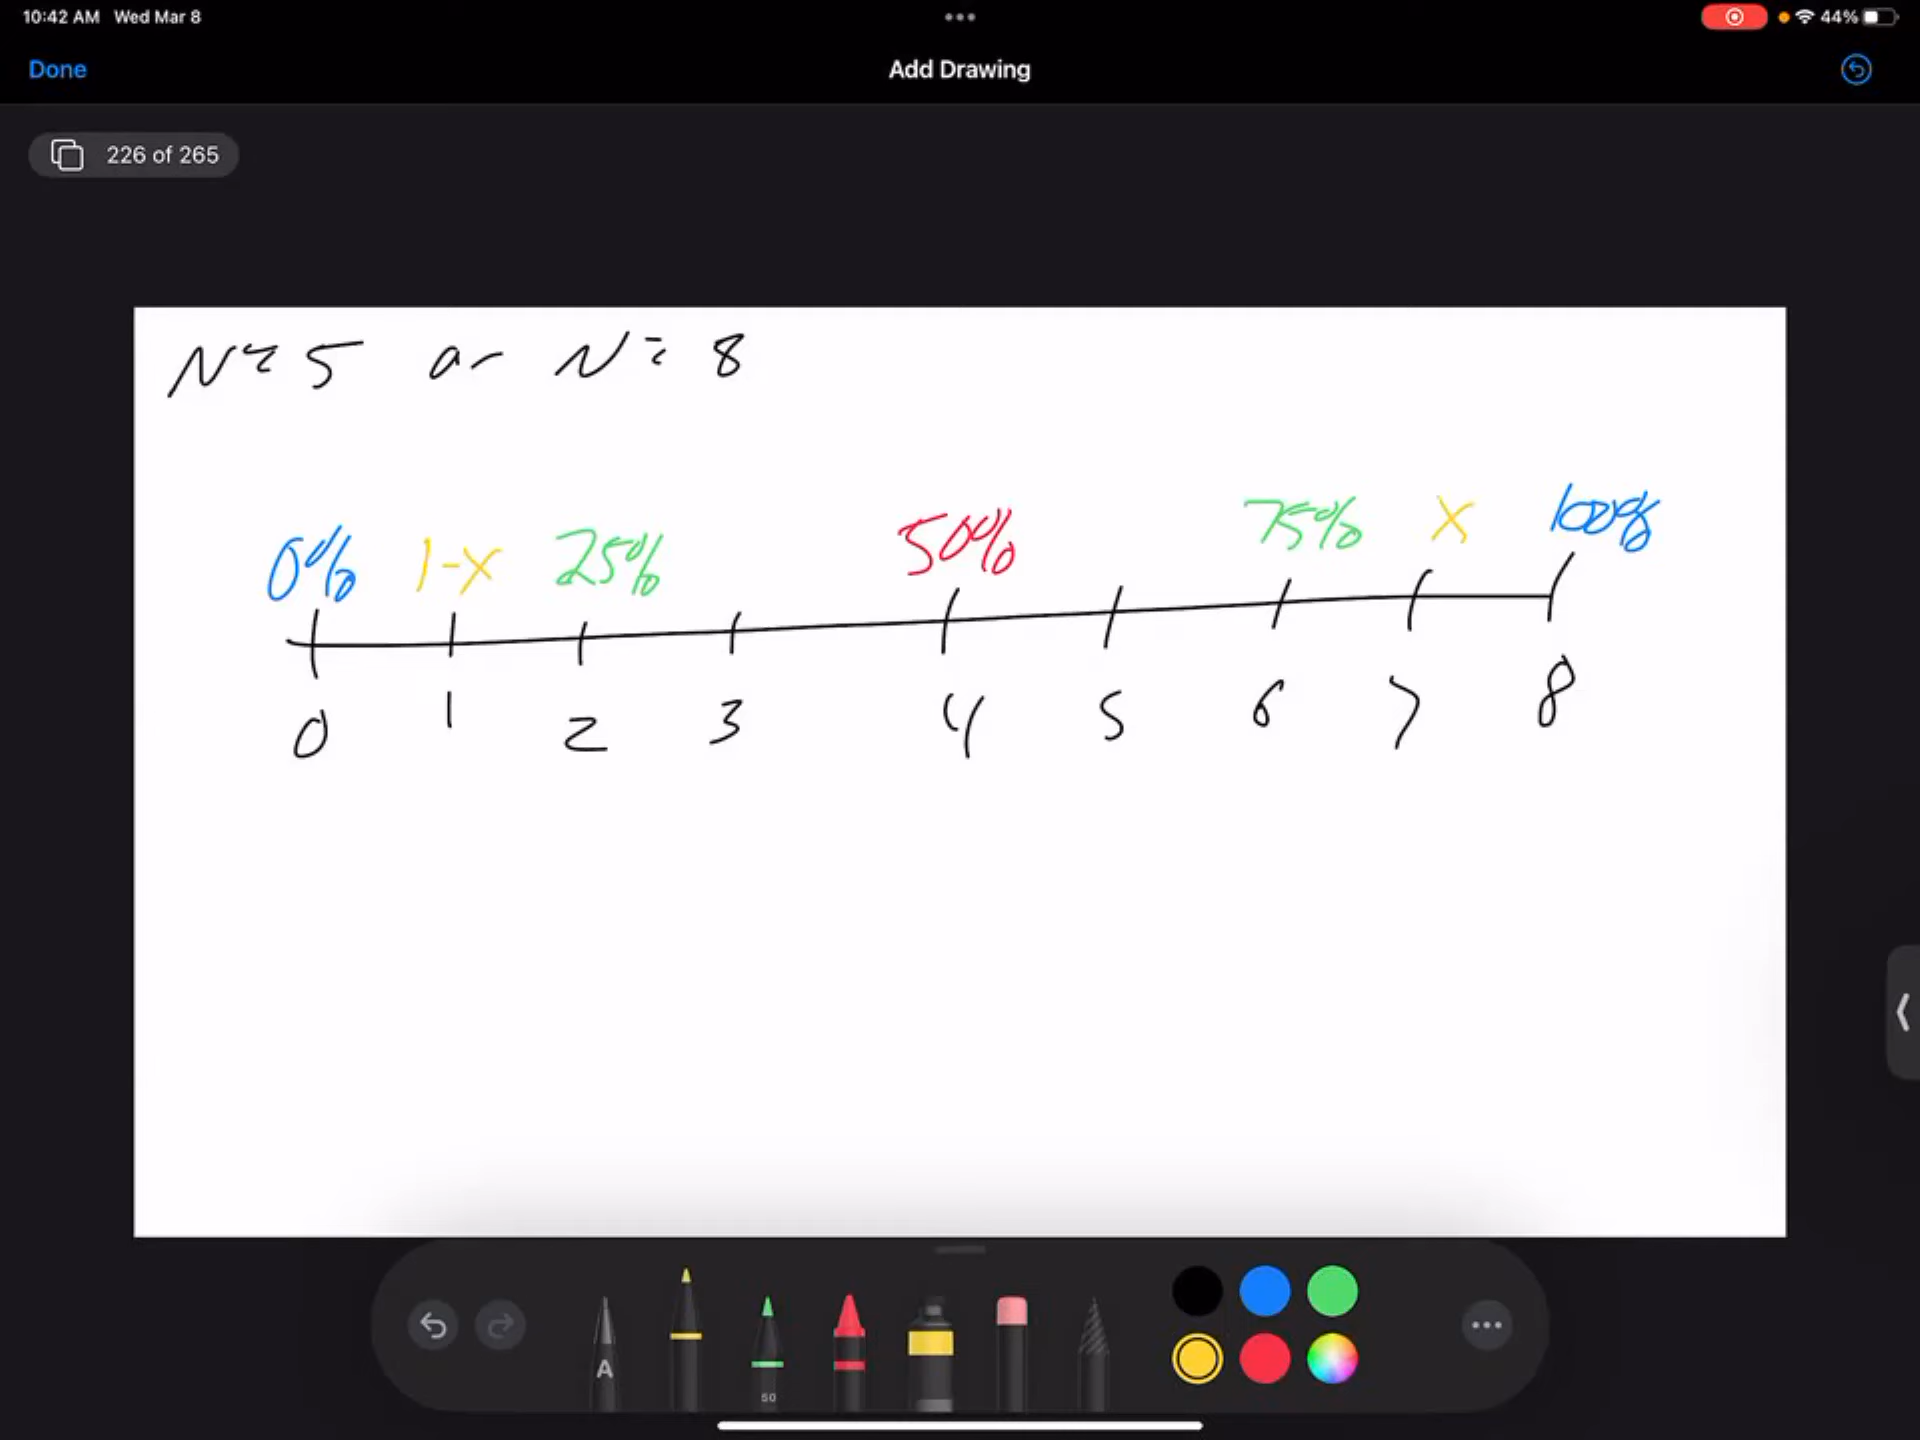 10:42 AM Wed Mar 8
44%
Done
Add Drawing
226 of 265
N = 5 or N = 8
0% 1-x 25% 50% 75% x 100%
0 1 2 3 4 5 6 7 8
A
50